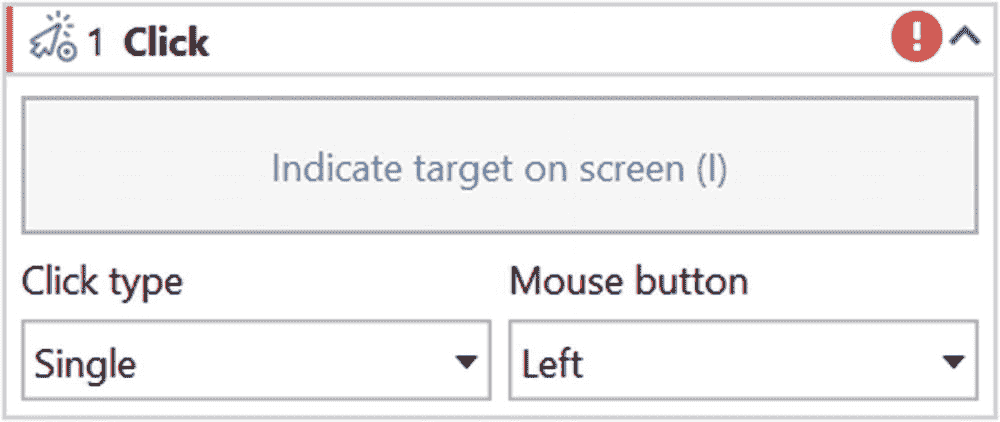 1 Click
Indicate target on screen (I)
Click type
Mouse button
Single
Left